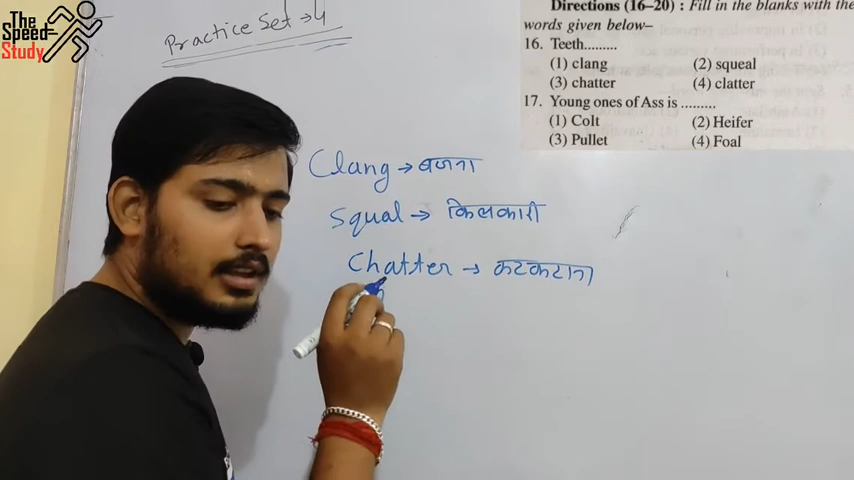 The
Speed
Study
Practice Set → 4
Directions (16–20) : Fill in the blanks with the
words given below–
16. Teeth.........
(1) clang (2) squeal
(3) chatter (4) clatter
17. Young ones of Ass is .........
(1) Colt (2) Heifer
(3) Pullet (4) Foal
Clang → बजना
Squal → किलकारी
Chatter → कटकटाना